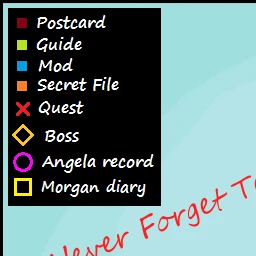 Postcard
Guide
Mod
Secret File
Quest
Boss
Angela record
Morgan diary
Never Forget